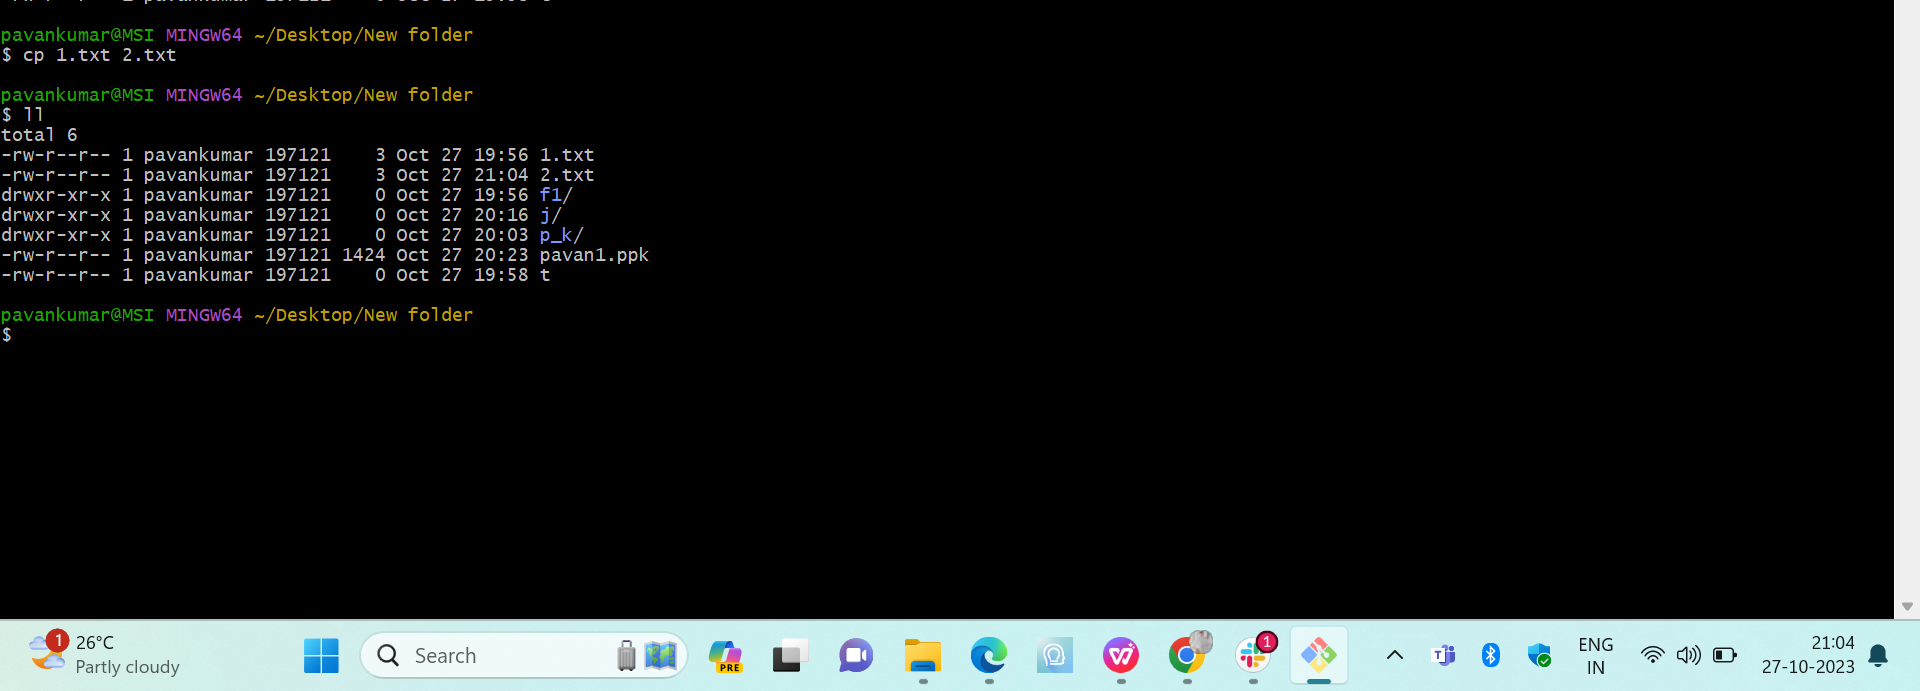 pavankumar@MSI MINGW64 ~/Desktop/New folder
$ cp 1.txt 2.txt
pavankumar@MSI MINGW64 ~/Desktop/New folder
$ ll
total 6
-rw-r--r-- 1 pavankumar 197121    3 Oct 27 19:56 1.txt
-rw-r--r-- 1 pavankumar 197121    3 Oct 27 21:04 2.txt
drwxr-xr-x 1 pavankumar 197121    0 Oct 27 19:56 f1/
drwxr-xr-x 1 pavankumar 197121    0 Oct 27 20:16 j/
drwxr-xr-x 1 pavankumar 197121    0 Oct 27 20:03 p_k/
-rw-r--r-- 1 pavankumar 197121 1424 Oct 27 20:23 pavan1.ppk
-rw-r--r-- 1 pavankumar 197121    0 Oct 27 19:58 t
pavankumar@MSI MINGW64 ~/Desktop/New folder
$
1
26°C
Partly cloudy
Search
PRE
1
ENG
IN
21:04
27-10-2023